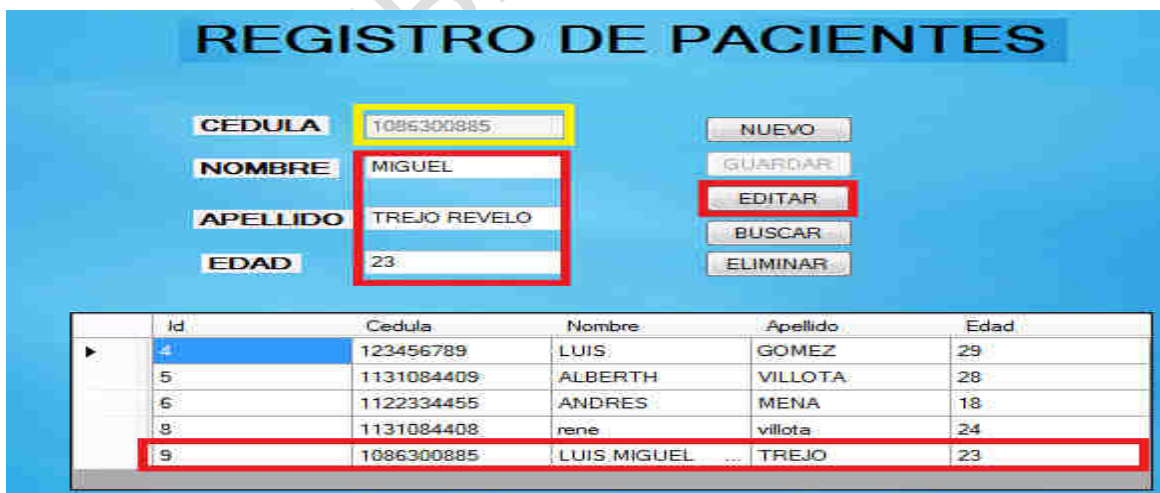 REGISTRO DE PACIENTES
CEDULA 1086300885 NUEVO
NOMBRE MIGUEL GUARDAR
EDITAR
APELLIDO TREJO REVELO
BUSCAR
EDAD 23 ELIMINAR
Id Cedula Nombre Apellido Edad
4 123456789 LUIS GOMEZ 29
5 1131084409 ALBERTH VILLOTA 28
6 1122334455 ANDRES MENA 18
8 1131084408 rene villota 24
9 1086300885 LUIS MIGUEL ... TREJO 23